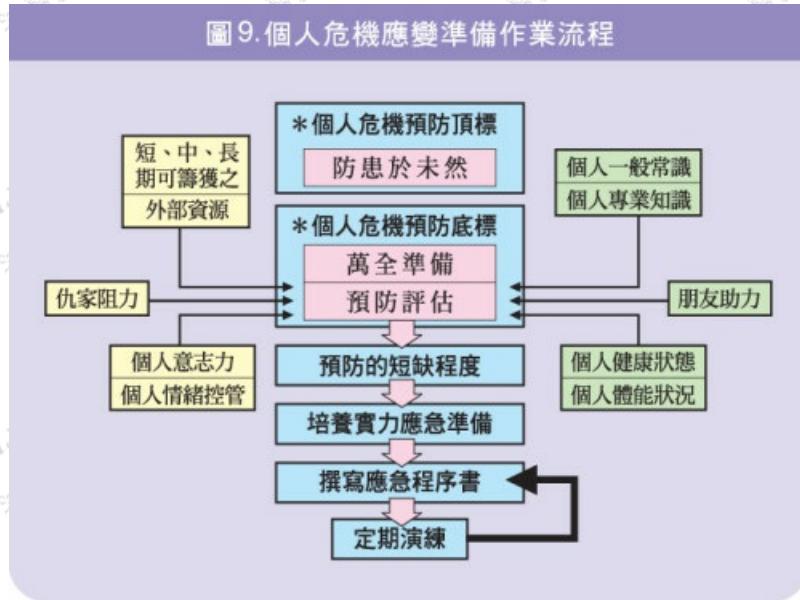 圖9.個人危機應變準備作業流程
＊個人危機預防頂標
防患於未然
短、中、長
期可籌獲之
外部資源
個人一般常識
個人專業知識
＊個人危機預防底標
萬全準備
預防評估
仇家阻力
朋友助力
個人意志力
個人情緒控管
個人健康狀態
個人體能狀況
預防的短缺程度
培養實力應急準備
撰寫應急程序書
定期演練